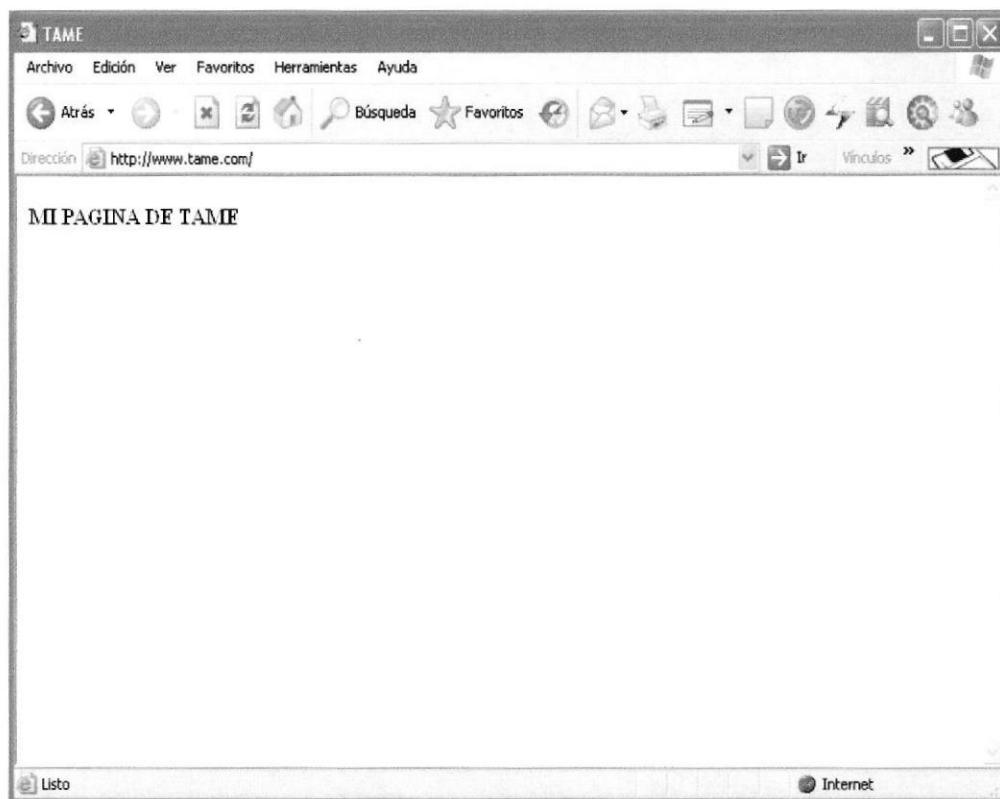 TAME
Archivo Edición Ver Favoritos Herramientas Ayuda
Atrás Búsqueda Favoritos
Dirección http://www.tame.com/ Ir Vínculos »
MI PAGINA DE TAME
Listo Internet